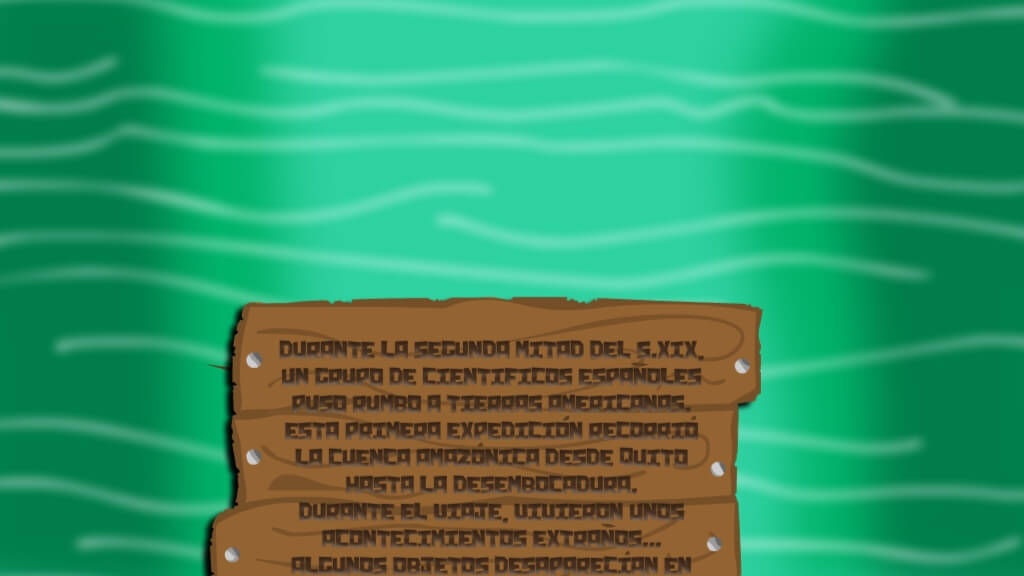 DURANTE LA SEGUNDA MITAD DEL S.XIX,
UN GRUPO DE CIENTIFICOS ESPAÑOLES
PUSO RUMBO A TIERRAS AMERICANAS.
ESTA PRIMERA EXPEDICIÓN RECORRIÓ
LA CUENCA AMAZÓNICA DESDE QUITO
HASTA LA DESEMBOCADURA.
DURANTE EL VIAJE, VIVIERON UNOS
ACONTECIMIENTOS EXTRAÑOS...
ALGUNOS OBJETOS DESAPARECÍAN EN